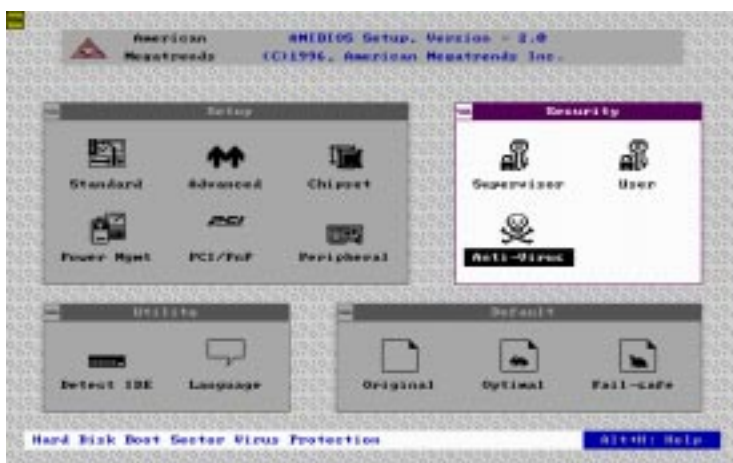 American
Megatrends
AMIBIOS Setup, Version - 2.0
(C)1996, American Megatrends Inc.
Setup
Standard
Advanced
Chipset
Power Mgmt
PCI
PCI/PnP
Peripheral
Security
Supervisor
User
Anti-Virus
Utility
Detect IDE
Language
Default
Original
Optimal
Fail-safe
Hard Disk Boot Sector Virus Protection
Alt+H: Help